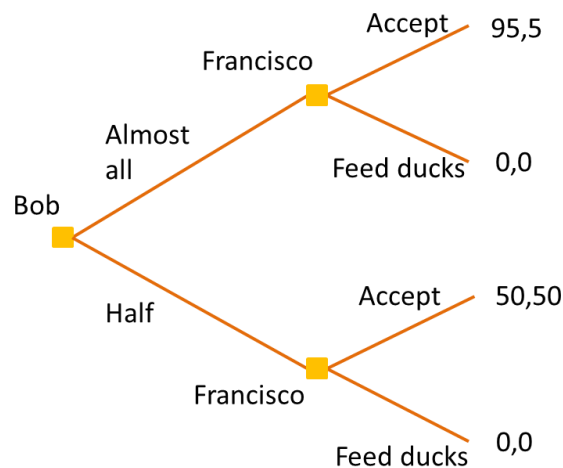 Accept
95,5
Francisco
Almost
all
Feed ducks
0,0
Bob
Half
Accept
50,50
Francisco
0,0
Feed ducks